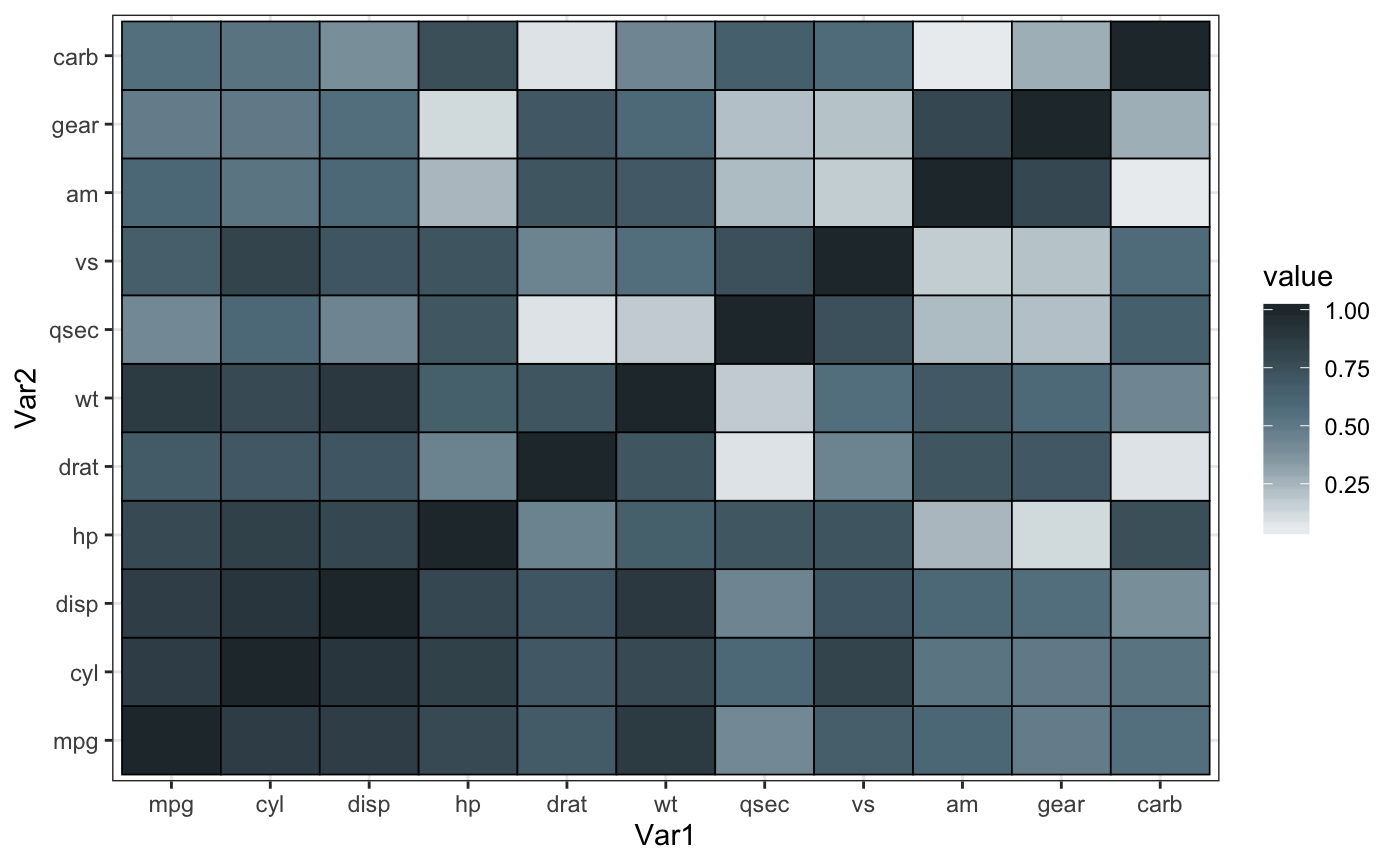 carb
gear
am
vs
qsec
wt
drat
hp
disp
cyl
mpg
Var2
mpg cyl disp hp drat wt qsec vs am gear carb
Var1
value
1.00
0.75
0.50
0.25